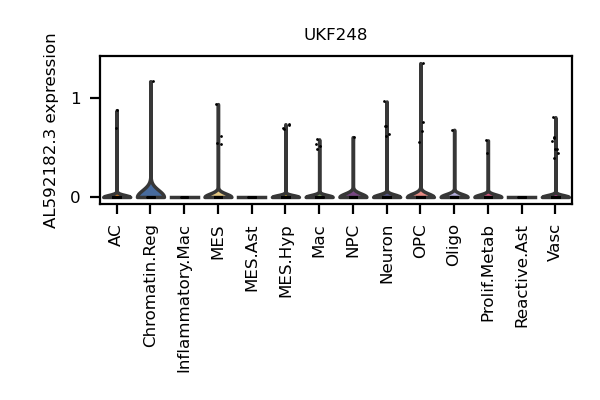 UKF248
AL592182.3 expression
1
0
AC
Chromatin.Reg
Inflammatory.Mac
MES
MES.Ast
MES.Hyp
Mac
NPC
Neuron
OPC
Oligo
Prolif.Metab
Reactive.Ast
Vasc